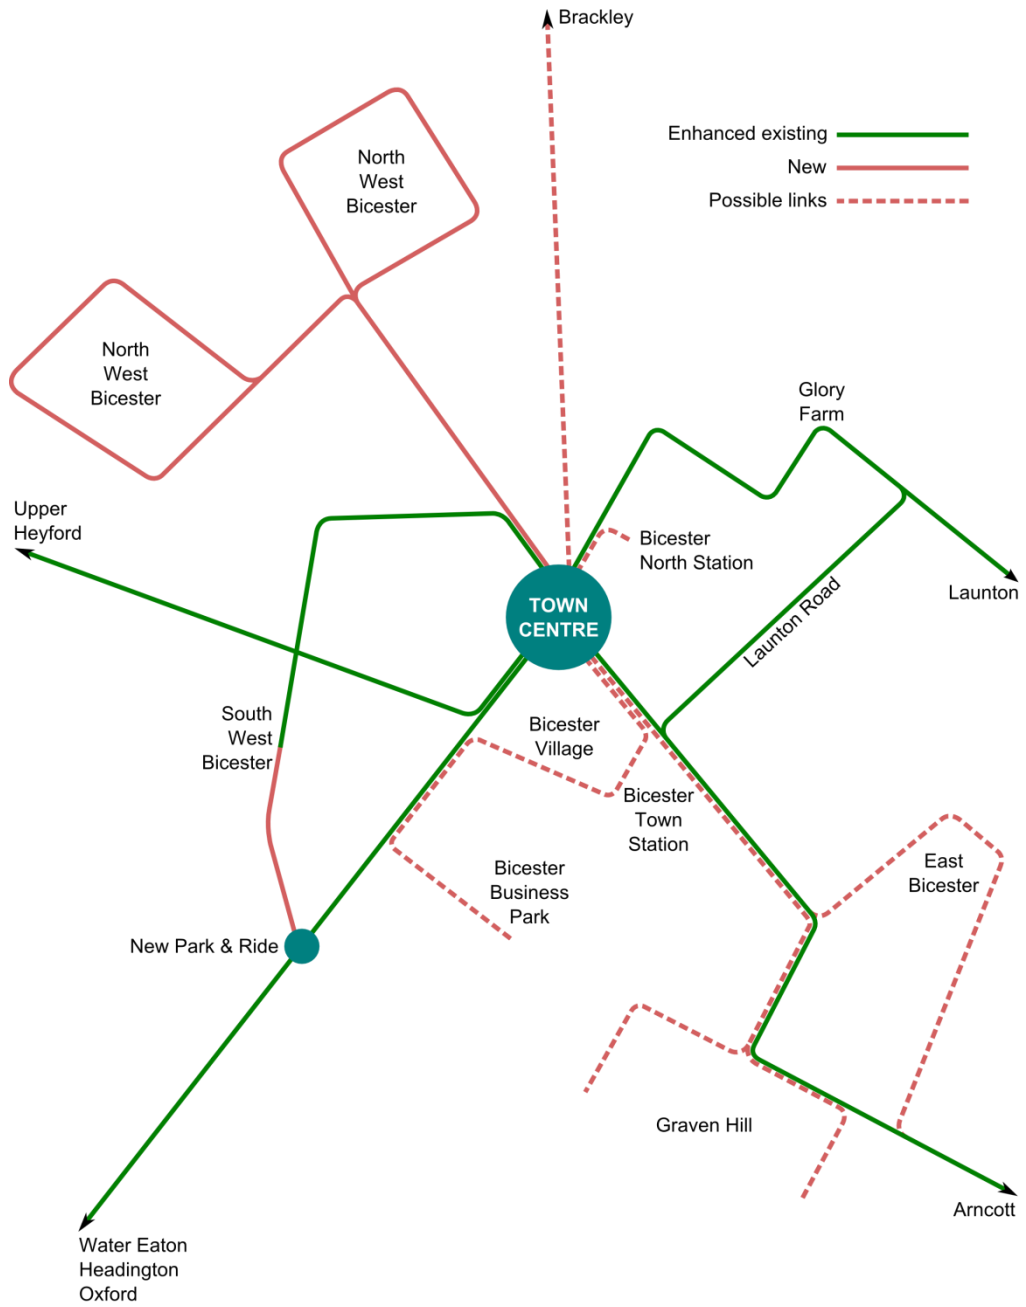 Brackley
Enhanced existing
New
Possible links
North
West
Bicester
North
West
Bicester
Glory
Farm
Upper
Heyford
Bicester
North Station
Launton
TOWN
CENTRE
Launton Road
South
West
Bicester
Bicester
Village
Bicester
Town
Station
East
Bicester
Bicester
Business
Park
New Park & Ride
Graven Hill
Arncott
Water Eaton
Headington
Oxford